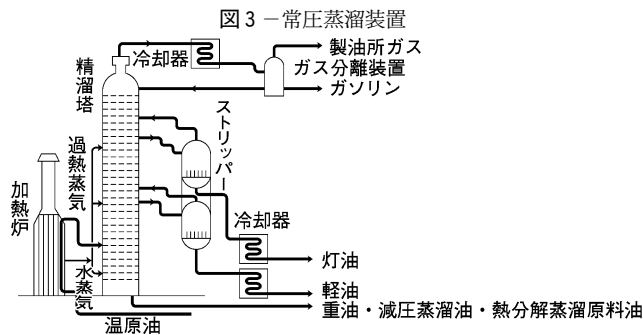 図3－常圧蒸溜装置
冷却器
製油所ガス
ガス分離装置
ガソリン
精溜塔
ストリッパー
過熱蒸気
加熱炉
冷却器
灯油
水蒸気
軽油
重油・減圧蒸溜油・熱分解蒸溜原料油
温原油